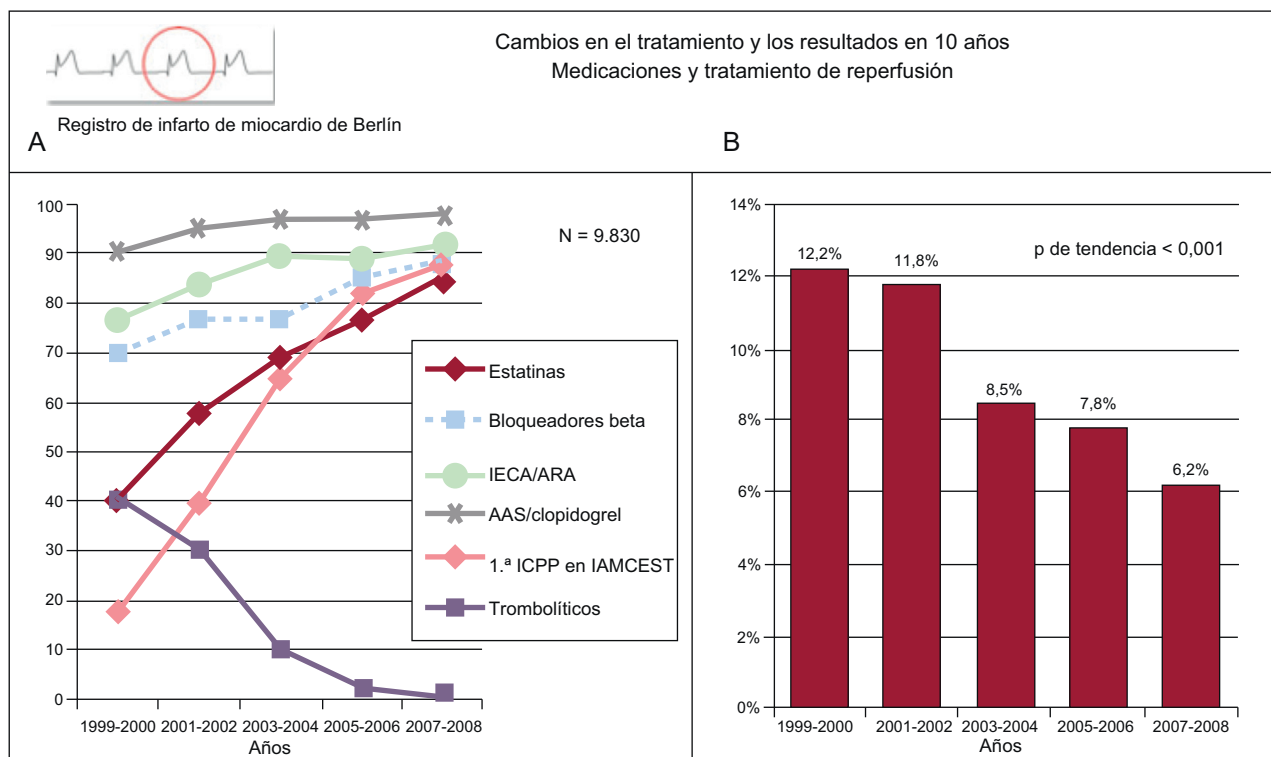 Cambios en el tratamiento y los resultados en 10 años
Medicaciones y tratamiento de reperfusión
Registro de infarto de miocardio de Berlín
A
B
100
90
80
70
60
50
40
30
20
10
0
N = 9.830
Estatinas
Bloqueadores beta
IECA/ARA
AAS/clopidogrel
1.ª ICPP en IAMCEST
Trombolíticos
1999-2000 2001-2002 2003-2004 2005-2006 2007-2008
Años
14%
12%
10%
8%
6%
4%
2%
0%
p de tendencia < 0,001
12,2%
11,8%
8,5%
7,8%
6,2%
1999-2000 2001-2002 2003-2004 2005-2006 2007-2008
Años